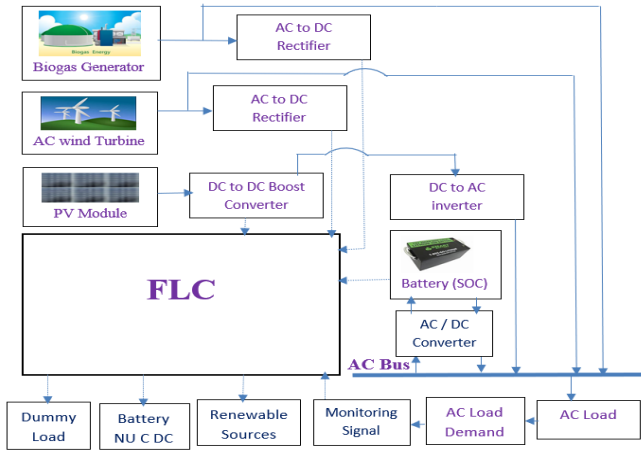 Biogas Energy
Biogas Generator
AC to DC
Rectifier
AC wind Turbine
AC to DC
Rectifier
PV Module
DC to DC Boost
Converter
DC to AC
inverter
FLC
Battery (SOC)
AC / DC
Converter
AC Bus
Dummy
Load
Battery
NU C DC
Renewable
Sources
Monitoring
Signal
AC Load
Demand
AC Load